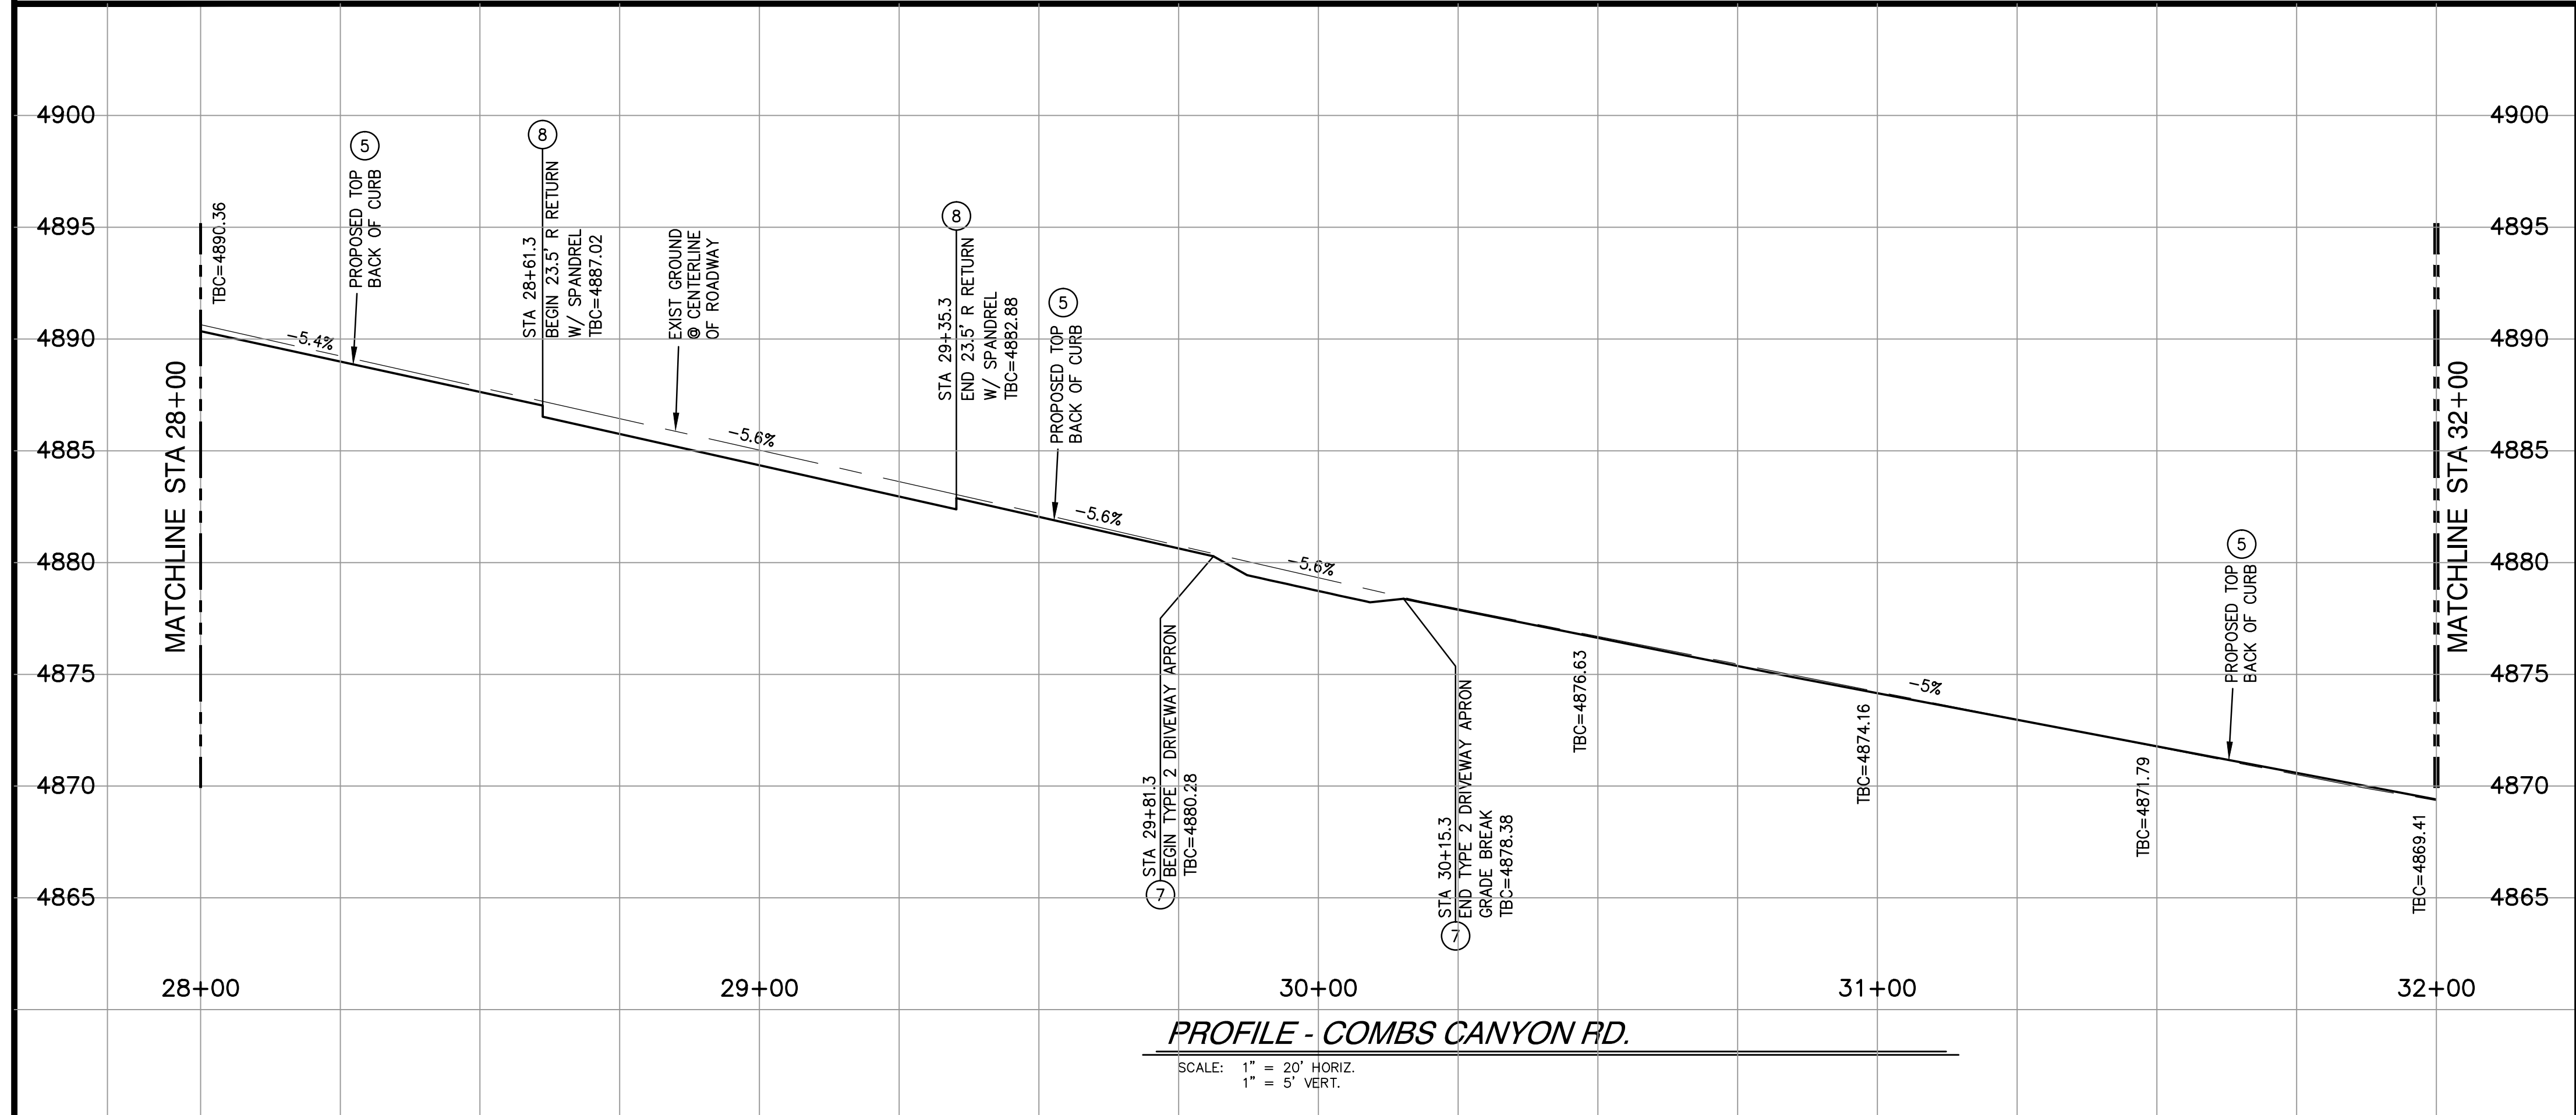 4900
4895
4890
4885
4880
4875
4870
4865
MATCHLINE STA 28+00
TBC=4890.36
-5.4%
5
PROPOSED TOP
BACK OF CURB
8
STA 28+61.3
BEGIN 23.5' R RETURN
W/ SPANDREL
TBC=4887.02
EXIST GROUND
@ CENTERLINE
OF ROADWAY
-5.6%
8
STA 29+35.3
END 23.5' R RETURN
W/ SPANDREL
TBC=4882.88
5
PROPOSED TOP
BACK OF CURB
-5.6%
STA 29+81.3
BEGIN TYPE 2 DRIVEWAY APRON
TBC=4880.28
7
-5.6%
STA 30+15.3
END TYPE 2 DRIVEWAY APRON
GRADE BREAK
TBC=4878.38
7
TBC=4876.63
TBC=4874.16
-5%
TBC=4871.79
5
PROPOSED TOP
BACK OF CURB
TBC=4869.41
MATCHLINE STA 32+00
4900
4895
4890
4885
4880
4875
4870
4865
28+00
29+00
30+00
31+00
32+00
PROFILE - COMBS CANYON RD.
SCALE: 1" = 20' HORIZ.
1" = 5' VERT.